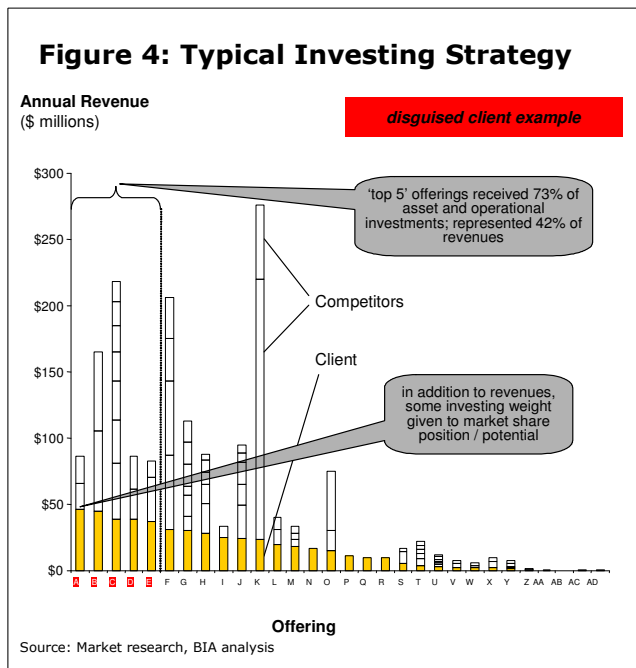 Figure 4: Typical Investing Strategy
Annual Revenue
($ millions)
disguised client example
$300
$250
$200
$150
$100
$50
$0
'top 5' offerings received 73% of
asset and operational
investments; represented 42% of
revenues
Competitors
Client
in addition to revenues,
some investing weight
given to market share
position / potential
A B C D E F G H I J K L M N O P Q R S T U V W X Y Z AA AB AC AD
Offering
Source: Market research, BIA analysis